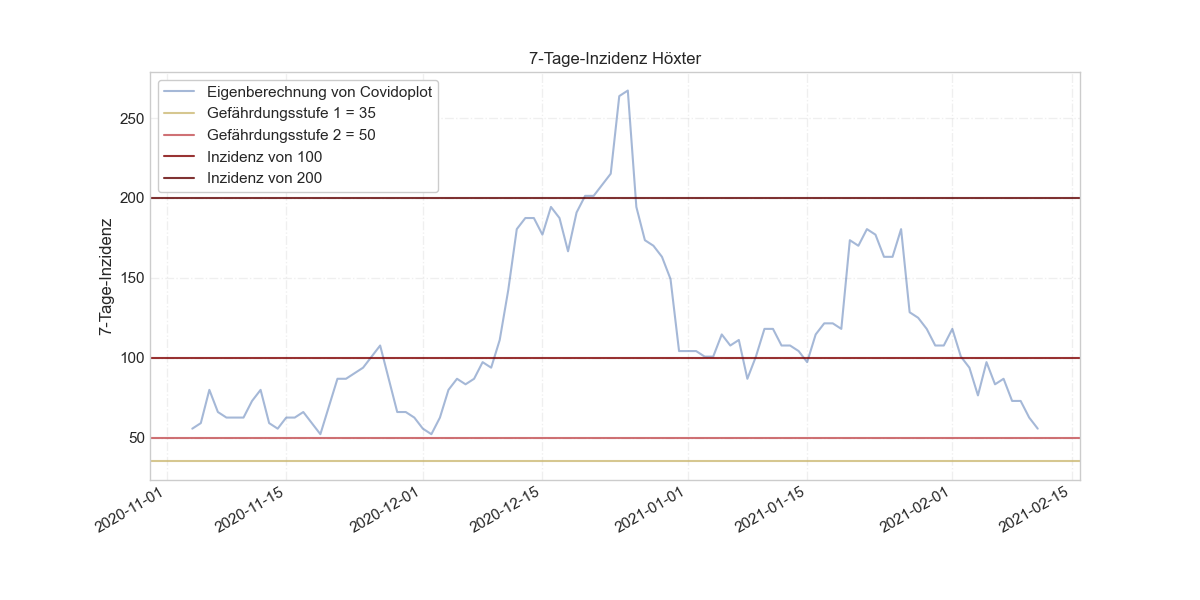 7-Tage-Inzidenz Höxter
Eigenberechnung von Covidoplot
Gefährdungsstufe 1 = 35
Gefährdungsstufe 2 = 50
Inzidenz von 100
Inzidenz von 200
7-Tage-Inzidenz
250
200
150
100
50
2020-11-01
2020-11-15
2020-12-01
2020-12-15
2021-01-01
2021-01-15
2021-02-01
2021-02-15